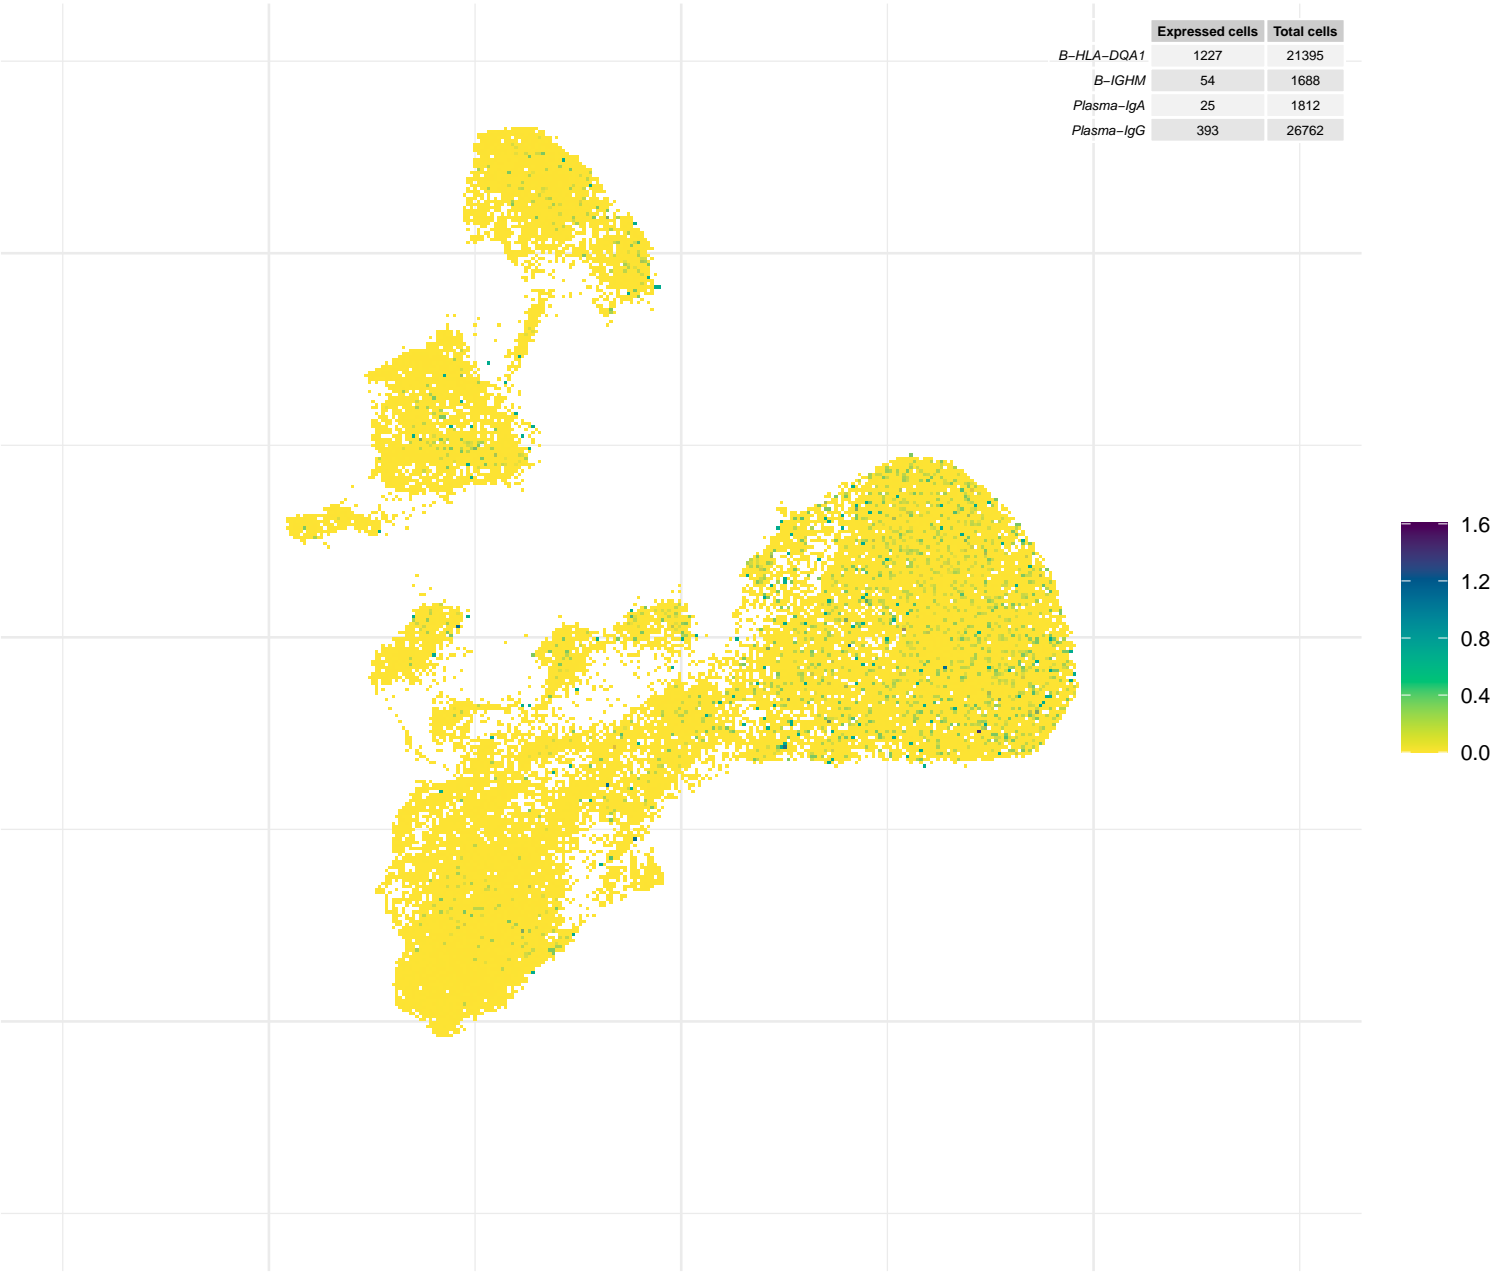 Expressed cells Total cells
B−HLA−DQA1 1227 21395
B−IGHM 54 1688
Plasma−IgA 25 1812
Plasma−IgG 393 26762
1.6
1.2
0.8
0.4
0.0